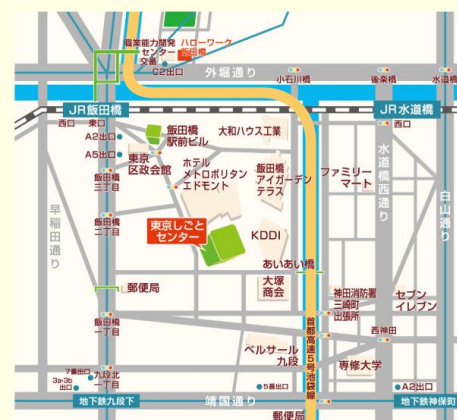 職業能力開発
センター
ハローワーク
飯田橋
交番
C2出口
外堀通り
小石川橋
後楽橋
水道橋
JR飯田橋
JR水道橋
西口
東口
西口
A2出口
飯田橋
駅前ビル
大和ハウス工業
A5出口
東京
区政会館
ホテル
メトロポリタン
エドモント
飯田橋
アイガーデン
テラス
ファミリー
マート
水道橋西通り
白山通り
飯田橋
三丁目
早稲田通り
飯田橋
二丁目
東京しごと
センター
KDDI
あいあい橋
郵便局
大塚
商会
神田消防署
三崎町
出張所
セブン
イレブン
飯田橋
一丁目
首都高速5号池袋線
西神田
ベルサール
九段
専修大学
7番出口
3a・3b
出口
九段北
一丁目
5番出口
A2出口
地下鉄九段下
靖国通り
地下鉄神保町
郵便局